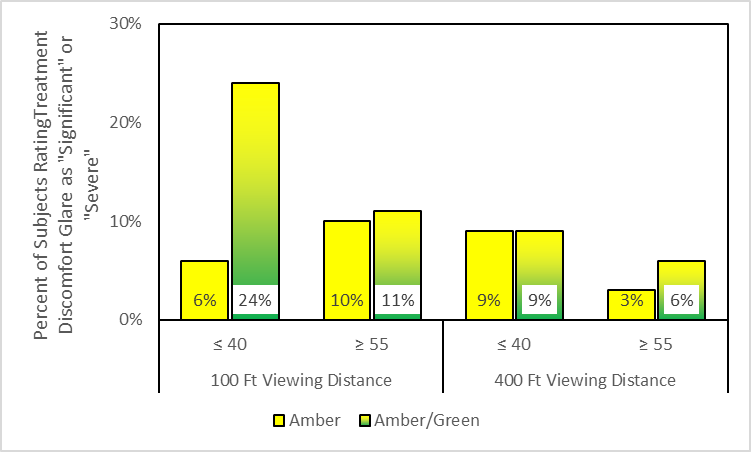 Percent of Subjects RatingTreatment
Discomfort Glare as "Significant" or
"Severe"
30%
20%
10%
0%
6%
24%
10%
11%
9%
9%
3%
6%
≤ 40
≥ 55
≤ 40
≥ 55
100 Ft Viewing Distance
400 Ft Viewing Distance
Amber
Amber/Green